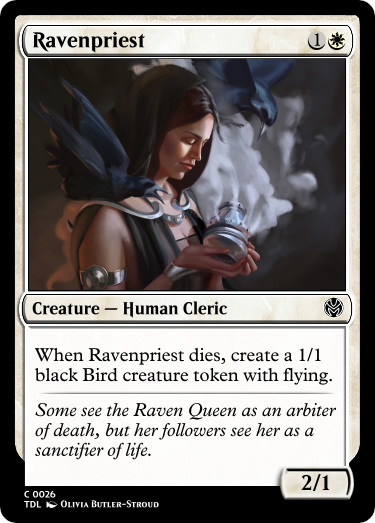 Ravenpriest 1
Creature — Human Cleric
When Ravenpriest dies, create a 1/1
black Bird creature token with flying.
Some see the Raven Queen as an arbiter
of death, but her followers see her as a
sanctifier of life.
2/1
C 0026
TDL Olivia Butler-Stroud